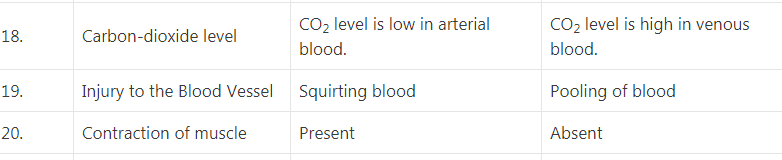 18. Carbon-dioxide level CO₂ level is low in arterial blood. CO₂ level is high in venous blood.
19. Injury to the Blood Vessel Squirting blood Pooling of blood
20. Contraction of muscle Present Absent